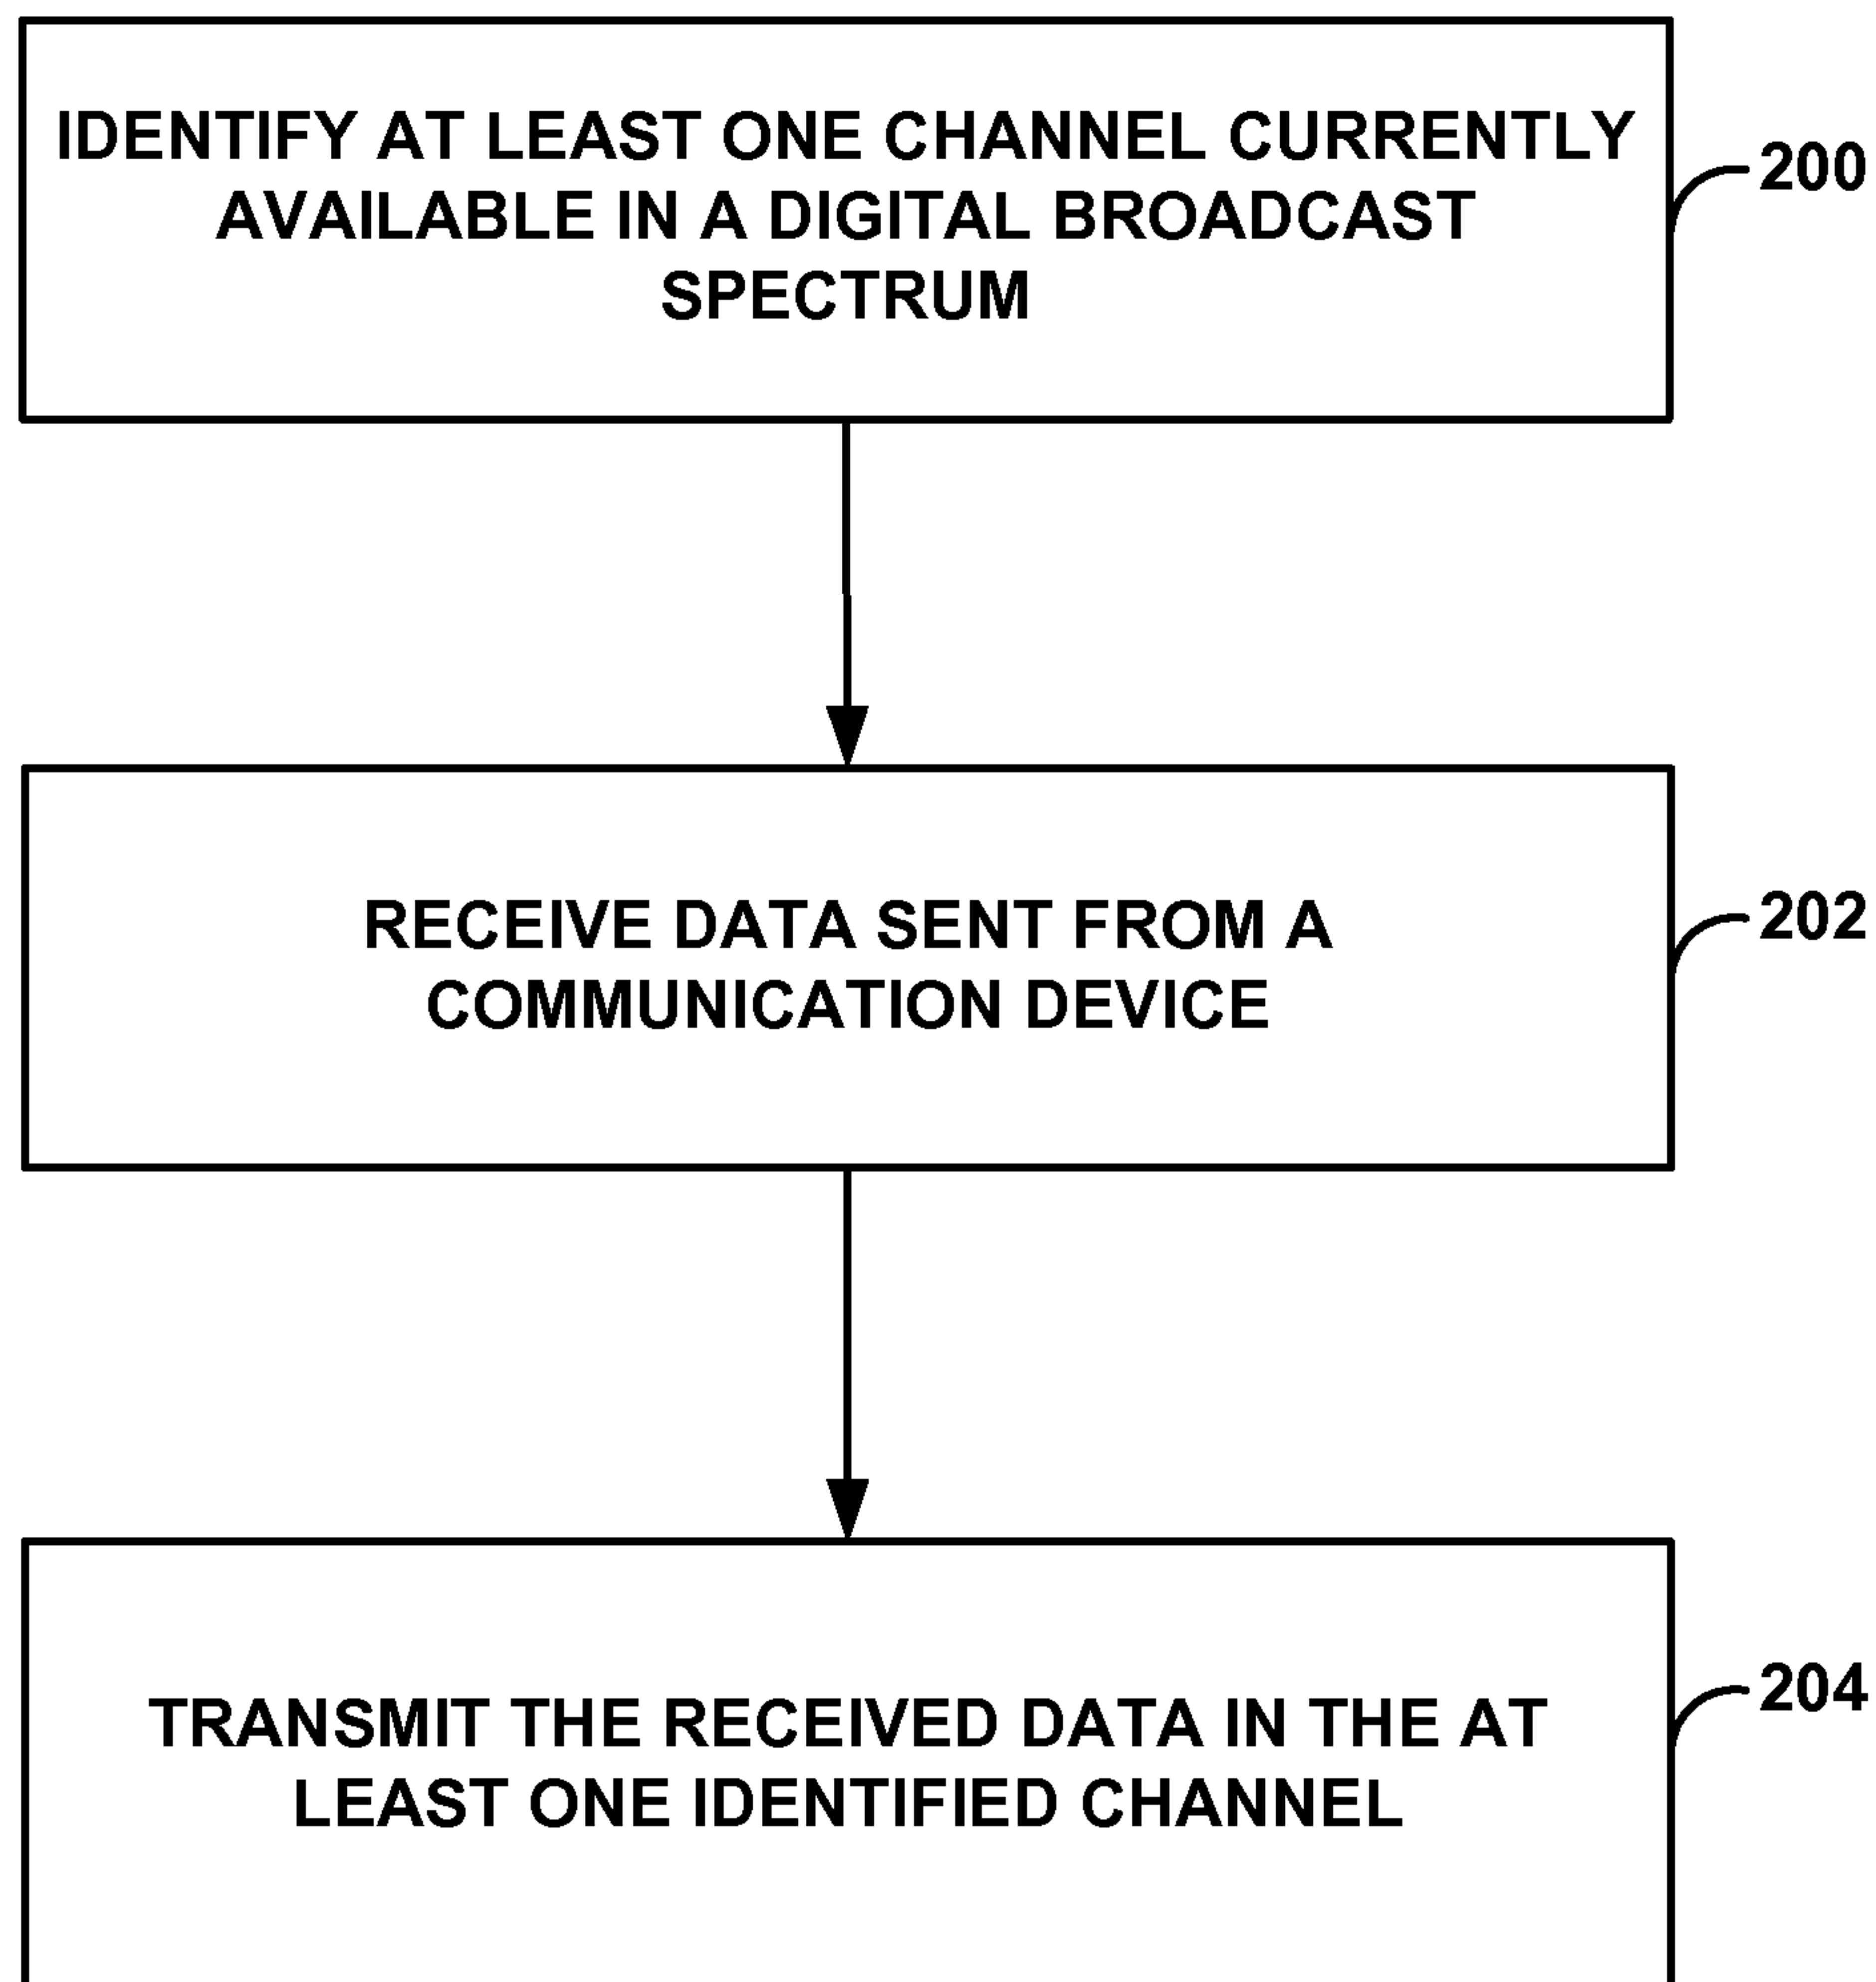 IDENTIFY AT LEAST ONE CHANNEL CURRENTLY
AVAILABLE IN A DIGITAL BROADCAST
SPECTRUM
200
RECEIVE DATA SENT FROM A
COMMUNICATION DEVICE
202
TRANSMIT THE RECEIVED DATA IN THE AT
LEAST ONE IDENTIFIED CHANNEL
204